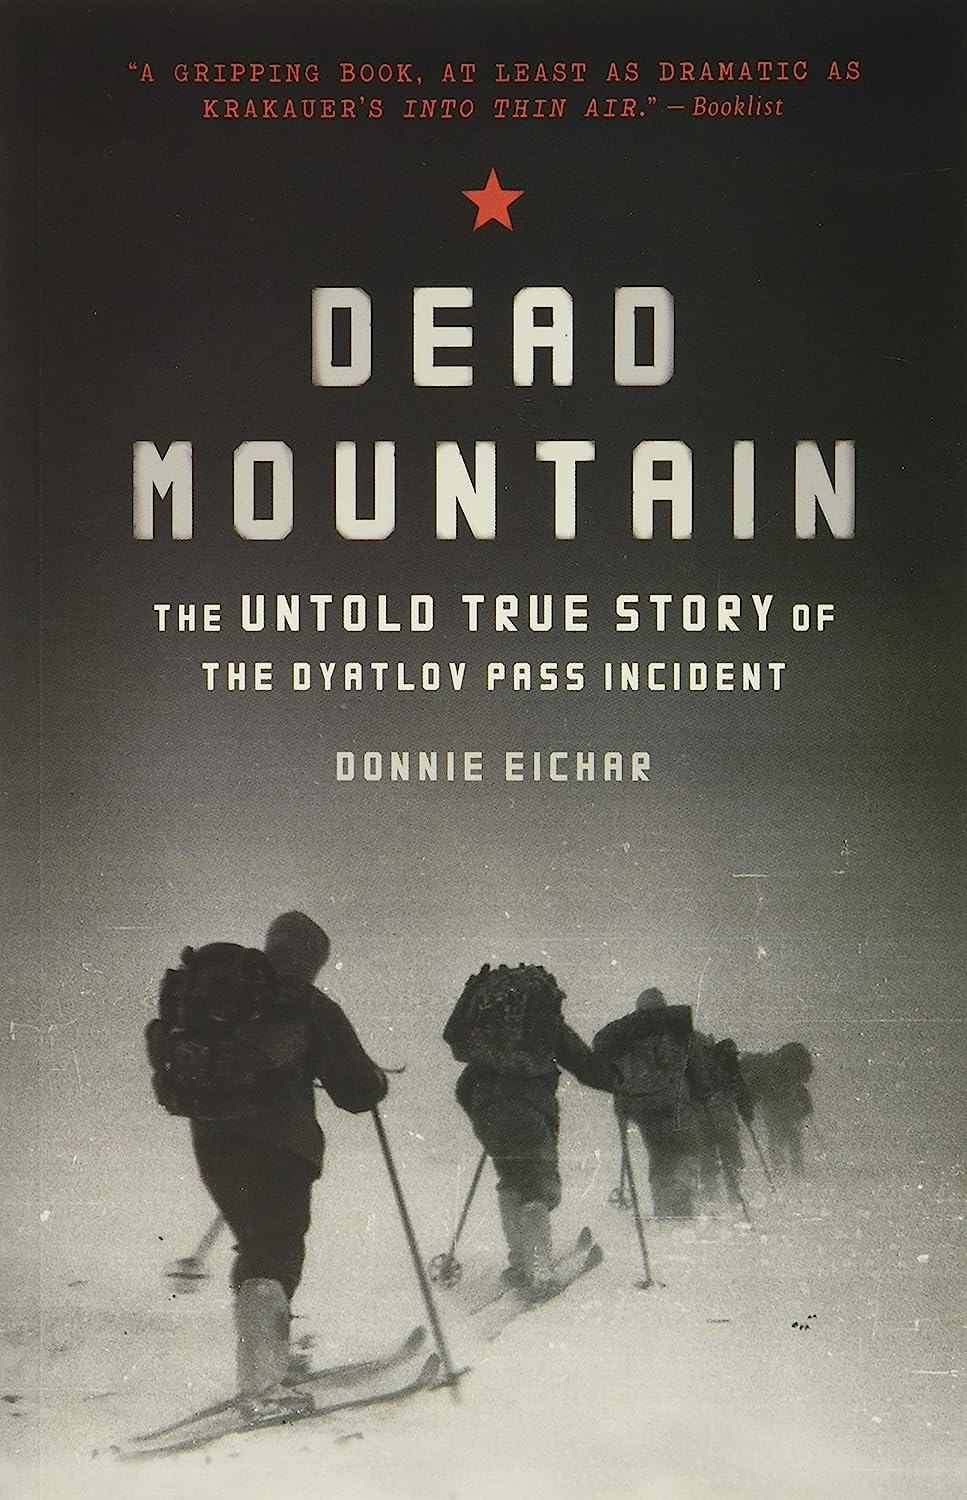 “A GRIPPING BOOK, AT LEAST AS DRAMATIC AS
KRAKAUER’S INTO THIN AIR.” — Booklist
DEAD
MOUNTAIN
THE UNTOLD TRUE STORY OF
THE DYATLOV PASS INCIDENT
DONNIE EICHAR